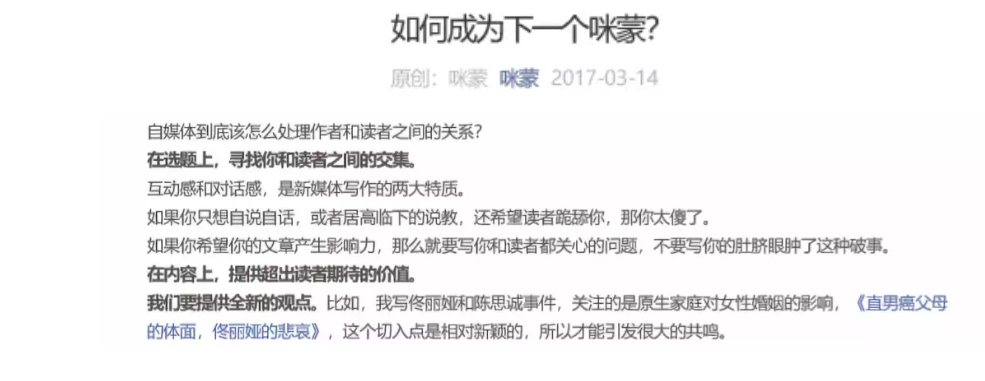 如何成为下一个咪蒙?
原创: 咪蒙 咪蒙 2017-03-14
自媒体到底该怎么处理作者和读者之间的关系?
在选题上，寻找你和读者之间的交集。
互动感和对话感，是新媒体写作的两大特质。
如果你只想自说自话，或者居高临下的说教，还希望读者跪舔你，那你太傻了。
如果你希望你的文章产生影响力，那么就要写你和读者都关心的问题，不要写你的肚脐眼肿了这种破事。
在内容上，提供超出读者期待的价值。
我们要提供全新的观点。比如，我写佟丽娅和陈思诚事件，关注的是原生家庭对女性婚姻的影响，《直男癌父母
的体面，佟丽娅的悲哀》，这个切入点是相对新颖的，所以才能引发很大的共鸣。